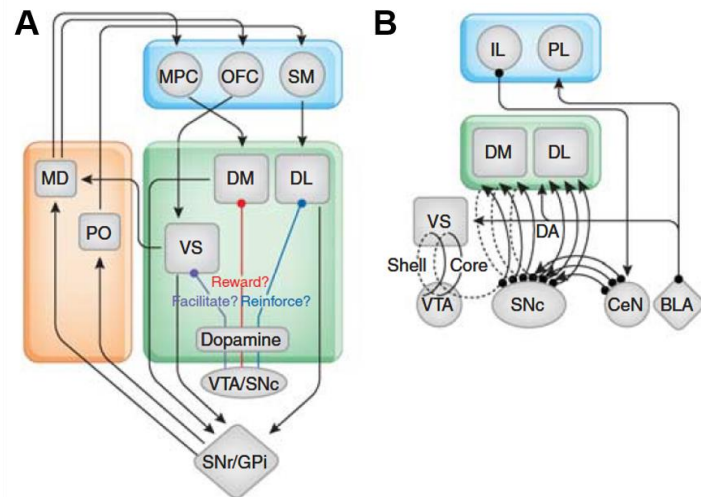 A
MPC OFC SM
MD
DM DL
PO
VS
Reward?
Facilitate? Reinforce?
Dopamine
VTA/SNc
SNr/GPi
B
IL PL
DM DL
VS
DA
Shell Core
VTA
SNc
CeN
BLA